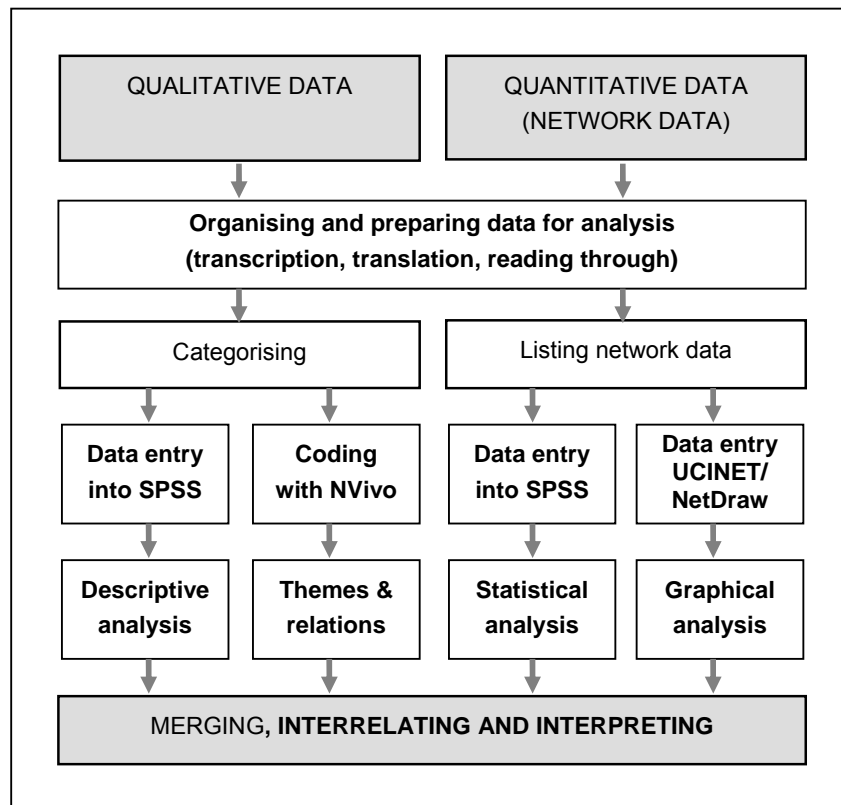 QUALITATIVE DATA
QUANTITATIVE DATA
(NETWORK DATA)
Organising and preparing data for analysis
(transcription, translation, reading through)
Categorising
Listing network data
Data entry
into SPSS
Coding
with NVivo
Data entry
into SPSS
Data entry
UCINET/
NetDraw
Descriptive
analysis
Themes &
relations
Statistical
analysis
Graphical
analysis
MERGING, INTERRELATING AND INTERPRETING